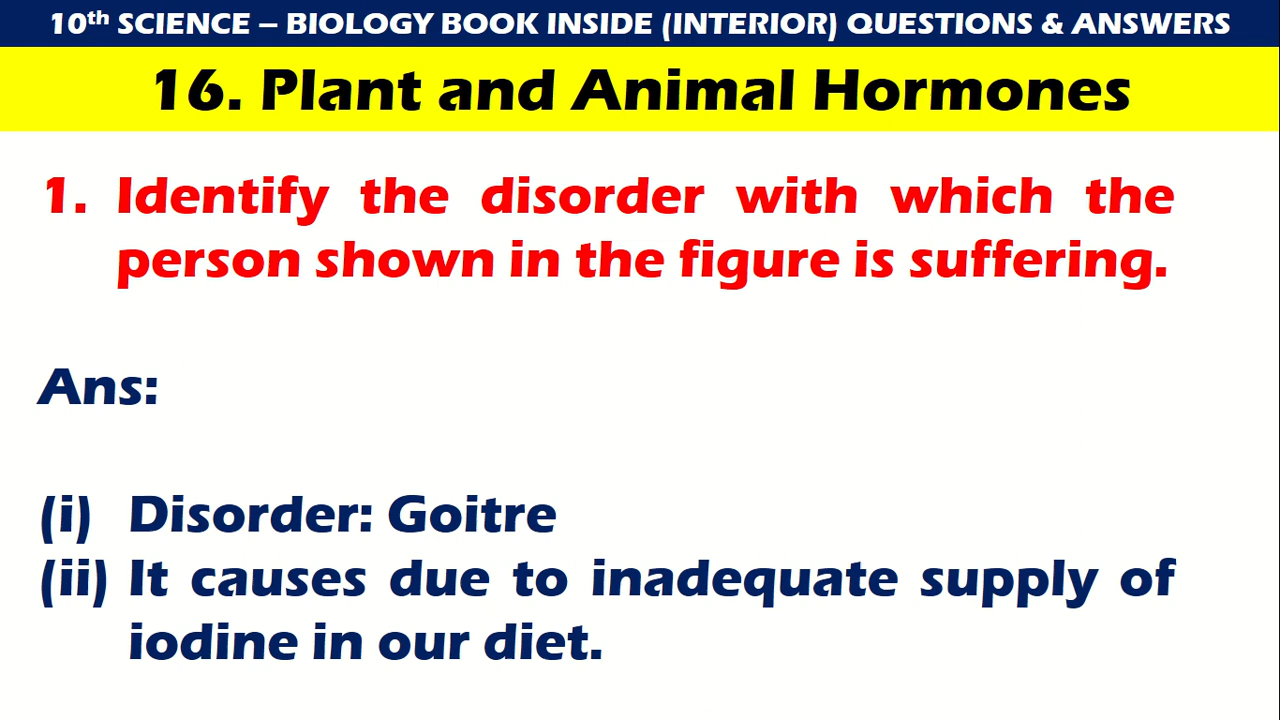 10th SCIENCE – BIOLOGY BOOK INSIDE (INTERIOR) QUESTIONS & ANSWERS
16. Plant and Animal Hormones
1. Identify the disorder with which the
person shown in the figure is suffering.
Ans:
(i) Disorder: Goitre
(ii) It causes due to inadequate supply of
iodine in our diet.